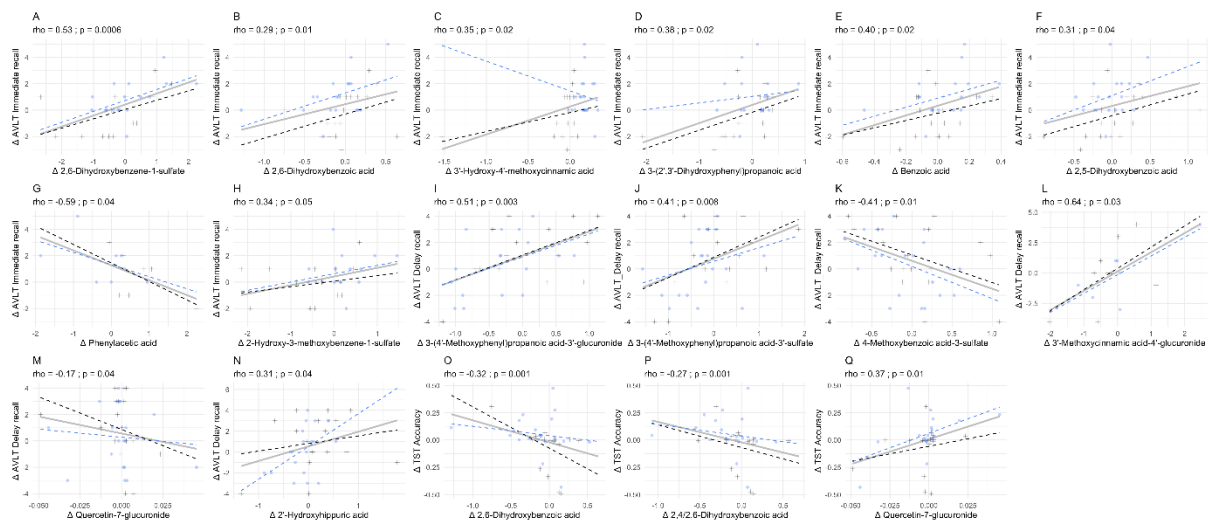 A
rho = 0.53 ; p = 0.0006
Δ AVLT Immediate recall
Δ 2,6-Dihydroxybenzene-1-sulfate
B
rho = 0.29 ; p = 0.01
Δ AVLT Immediate recall
Δ 2,6-Dihydroxybenzoic acid
C
rho = 0.35 ; p = 0.02
Δ AVLT Immediate recall
Δ 3'-Hydroxy-4'-methoxycinnamic acid
D
rho = 0.38 ; p = 0.02
Δ AVLT Immediate recall
Δ 3-(2',3'-Dihydroxyphenyl)propanoic acid
E
rho = 0.40 ; p = 0.02
Δ AVLT Immediate recall
Δ Benzoic acid
F
rho = 0.31 ; p = 0.04
Δ AVLT Immediate recall
Δ 2,5-Dihydroxybenzoic acid
G
rho = -0.59 ; p = 0.04
Δ AVLT Immediate recall
Δ Phenylacetic acid
H
rho = 0.34 ; p = 0.05
Δ AVLT Immediate recall
Δ 2-Hydroxy-3-methoxybenzene-1-sulfate
I
rho = 0.51 ; p = 0.003
Δ AVLT Delay recall
Δ 3-(4'-Methoxyphenyl)propanoic acid-3'-glucuronide
J
rho = 0.41 ; p = 0.008
Δ AVLT_Delay recall
Δ 3-(4'-Methoxyphenyl)propanoic acid-3'-sulfate
K
rho = -0.41 ; p = 0.01
Δ AVLT Delay recall
Δ 4-Methoxybenzoic acid-3-sulfate
L
rho = 0.64 ; p = 0.03
Δ AVLT Delay recall
Δ 3'-Methoxycinnamic acid-4'-glucuronide
M
rho = -0.17 ; p = 0.04
Δ AVLT Delay recall
Δ Quercetin-7-glucuronide
N
rho = 0.31 ; p = 0.04
Δ AVLT Delay recall
Δ 2'-Hydroxyhippuric acid
O
rho = -0.32 ; p = 0.001
Δ TST Accuracy
Δ 2,6-Dihydroxybenzoic acid
P
rho = -0.27 ; p = 0.001
Δ TST Accuracy
Δ 2,4/2,6-Dihydroxybenzoic acid
Q
rho = 0.37 ; p = 0.01
Δ TST Accuracy
Δ Quercetin-7-glucuronide